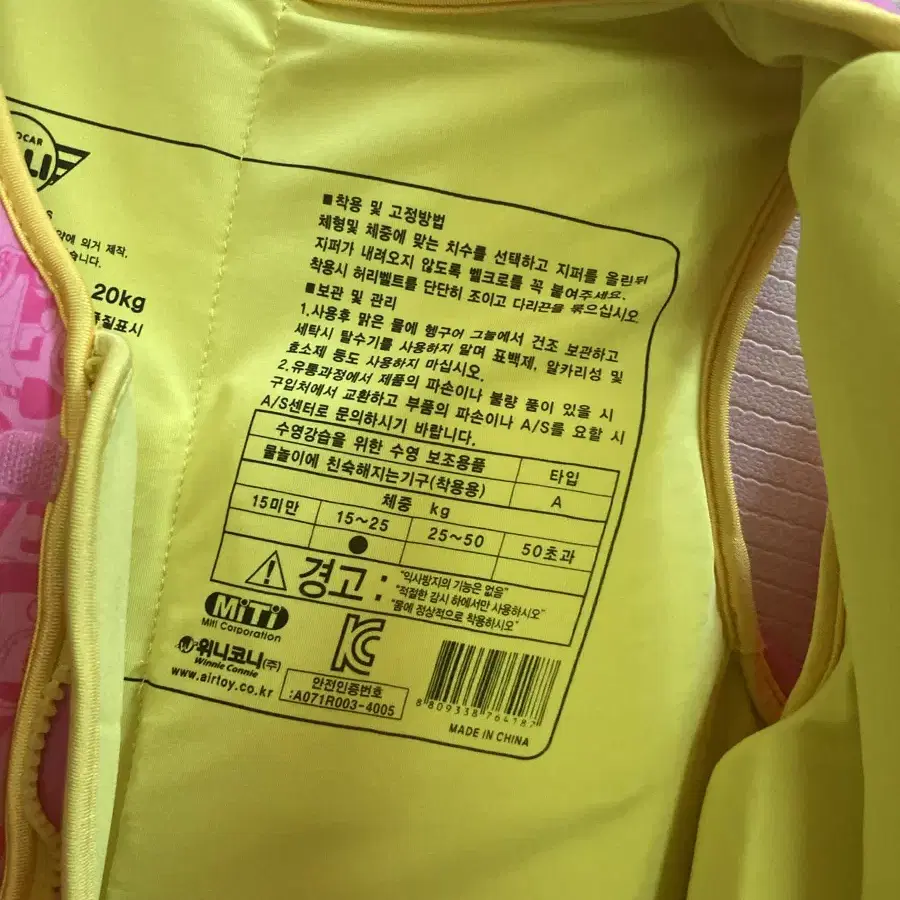 OCAR
의거 제작.
20kg
품질표시
■착용 및 고정방법
체형및 체중에 맞는 치수를 선택하고 지퍼를 올린뒤
지퍼가 내려오지 않도록 벨크로를 꼭 붙여주세요.
착용시 허리벨트를 단단히 조이고 다리끈을 묶으십시오
■보관 및 관리
1.사용후 맑은 물에 헹구어 그늘에서 건조 보관하고
세탁시 탈수기를 사용하지 말며 표백제, 알카리성 및
효소제 등도 사용하지 마십시오.
2.유통과정에서 제품의 파손이나 불량 품이 있을 시
구입처에서 교환하고 부품의 파손이나 A/S를 요할 시
A/S센터로 문의하시기 바랍니다.
수영강습을 위한 수영 보조용품 타입
물놀이에 친숙해지는기구(착용용) A
체중 kg
15미만 15~25 25~50 50초과
●
경고 : "익사방지의 기능은 없음"
"적절한 감시 하에서만 사용하시오"
"몸에 정상적으로 착용하시오"
MiTi
Miti Corporation
위니코니(주)
Winnie Connie
www.airtoy.co.kr
안전인증번호
:A071R003-4005
8 809338 764182
MADE IN CHINA